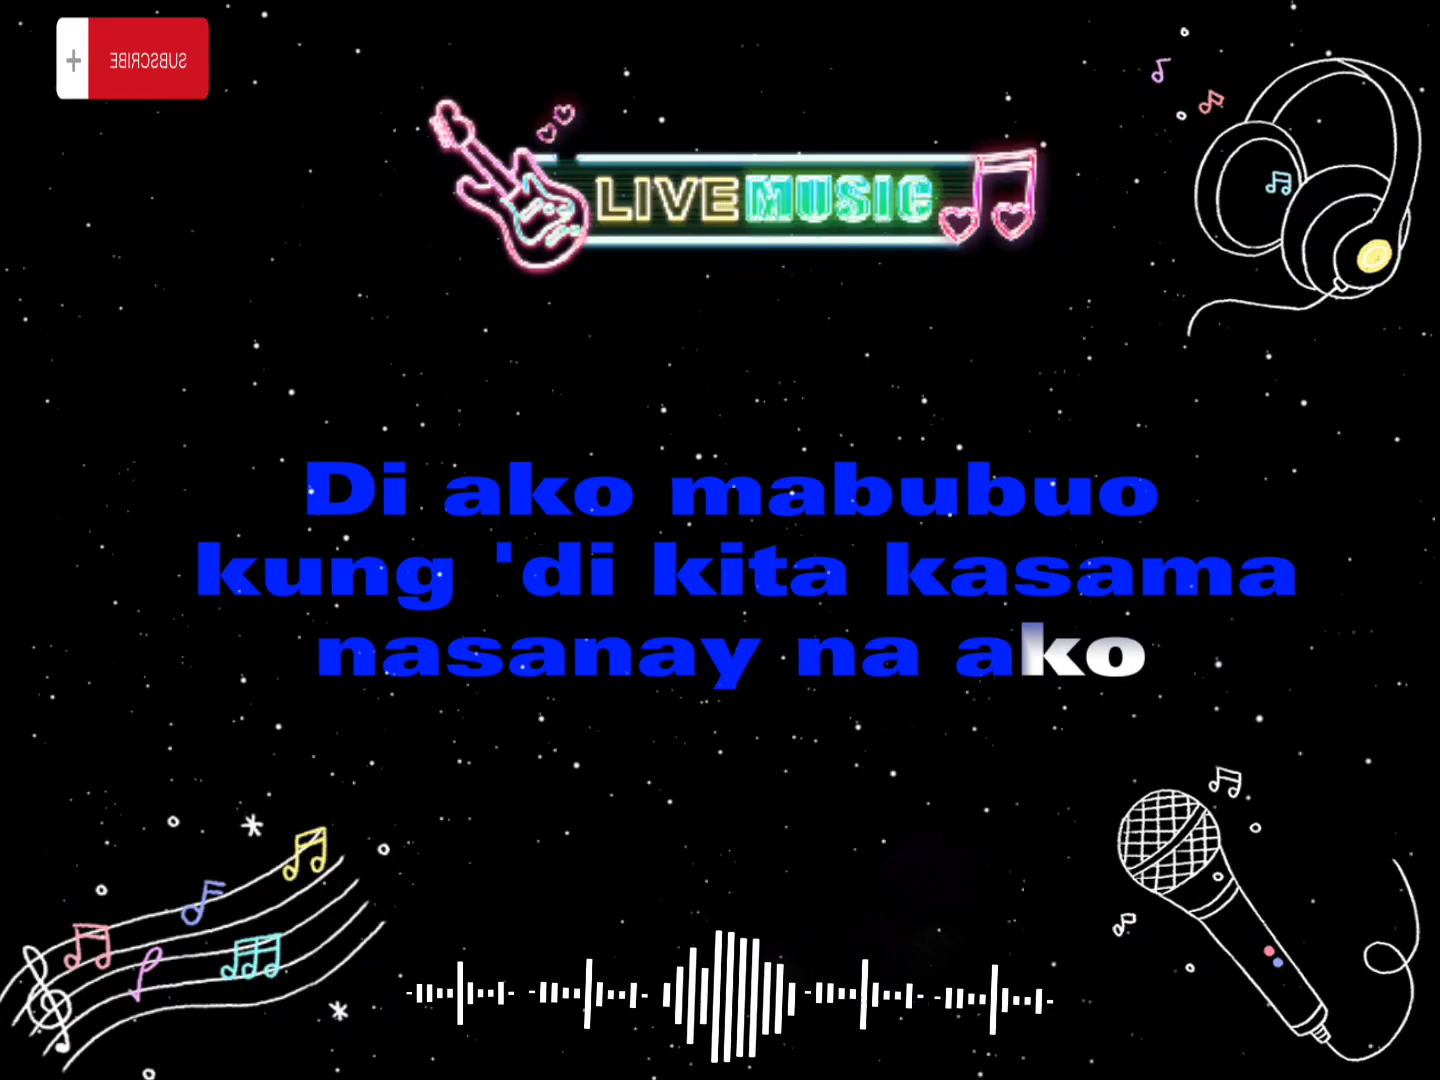 SUBSCRIBE
LIVE MUSIC
Di ako mabubuo
kung 'di kita kasama
nasanay na ako